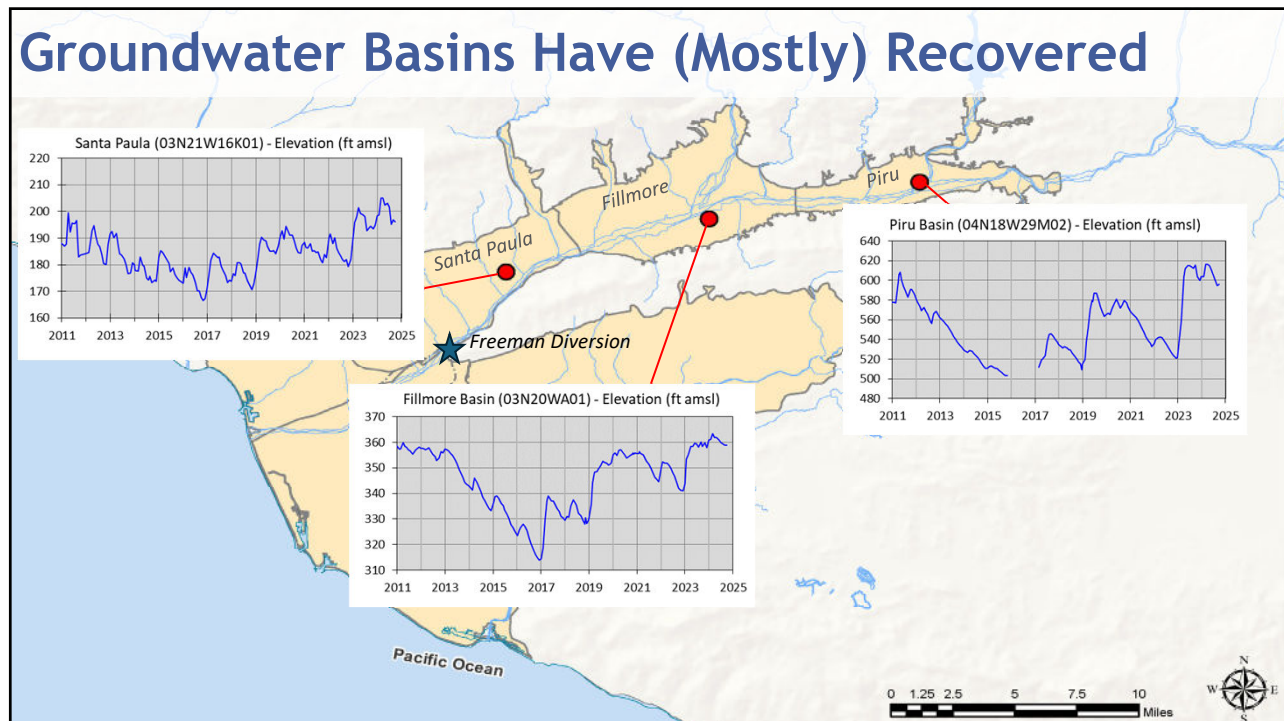 Groundwater Basins Have (Mostly) Recovered
Santa Paula (03N21W16K01) - Elevation (ft amsl)
220
210
200
190
180
170
160
2011 2013 2015 2017 2019 2021 2023 2025
Santa Paula
Fillmore
Piru
Freeman Diversion
Piru Basin (04N18W29M02) - Elevation (ft amsl)
640
620
600
580
560
540
520
500
480
2011 2013 2015 2017 2019 2021 2023 2025
Fillmore Basin (03N20WA01) - Elevation (ft amsl)
370
360
350
340
330
320
310
2011 2013 2015 2017 2019 2021 2023 2025
Pacific Ocean
0 1.25 2.5 5 7.5 10
Miles
N
W E
S